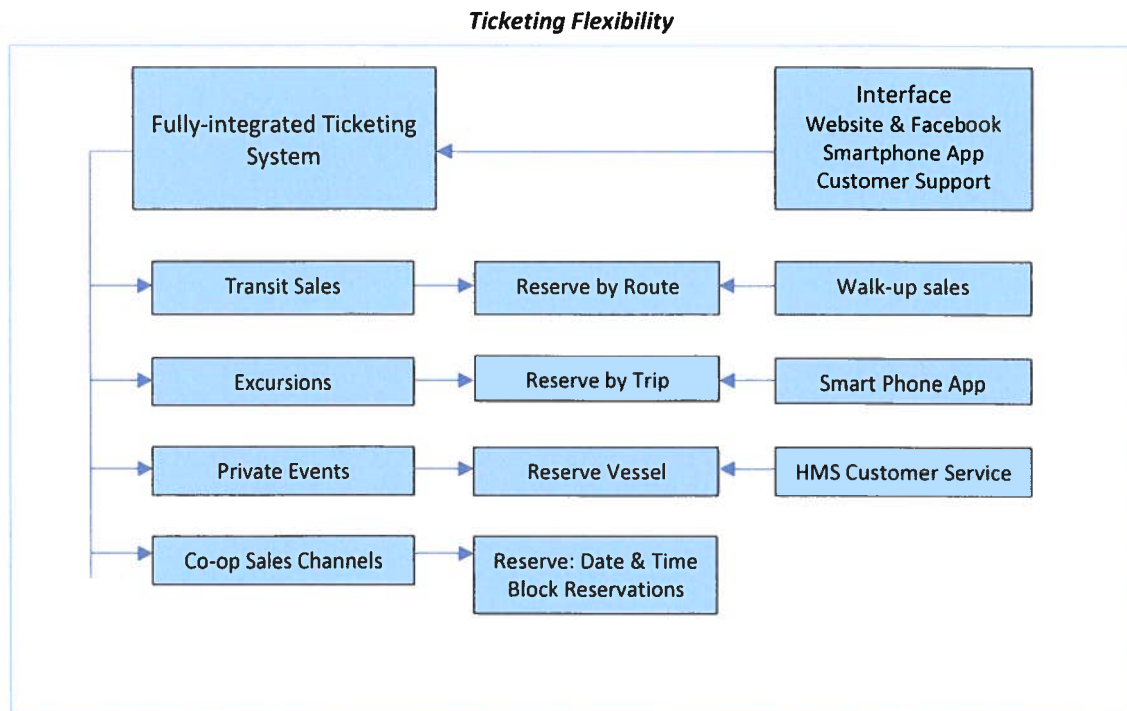 Ticketing Flexibility
Fully-integrated Ticketing
System
Interface
Website & Facebook
Smartphone App
Customer Support
Transit Sales
Reserve by Route
Walk-up sales
Excursions
Reserve by Trip
Smart Phone App
Private Events
Reserve Vessel
HMS Customer Service
Co-op Sales Channels
Reserve: Date & Time
Block Reservations